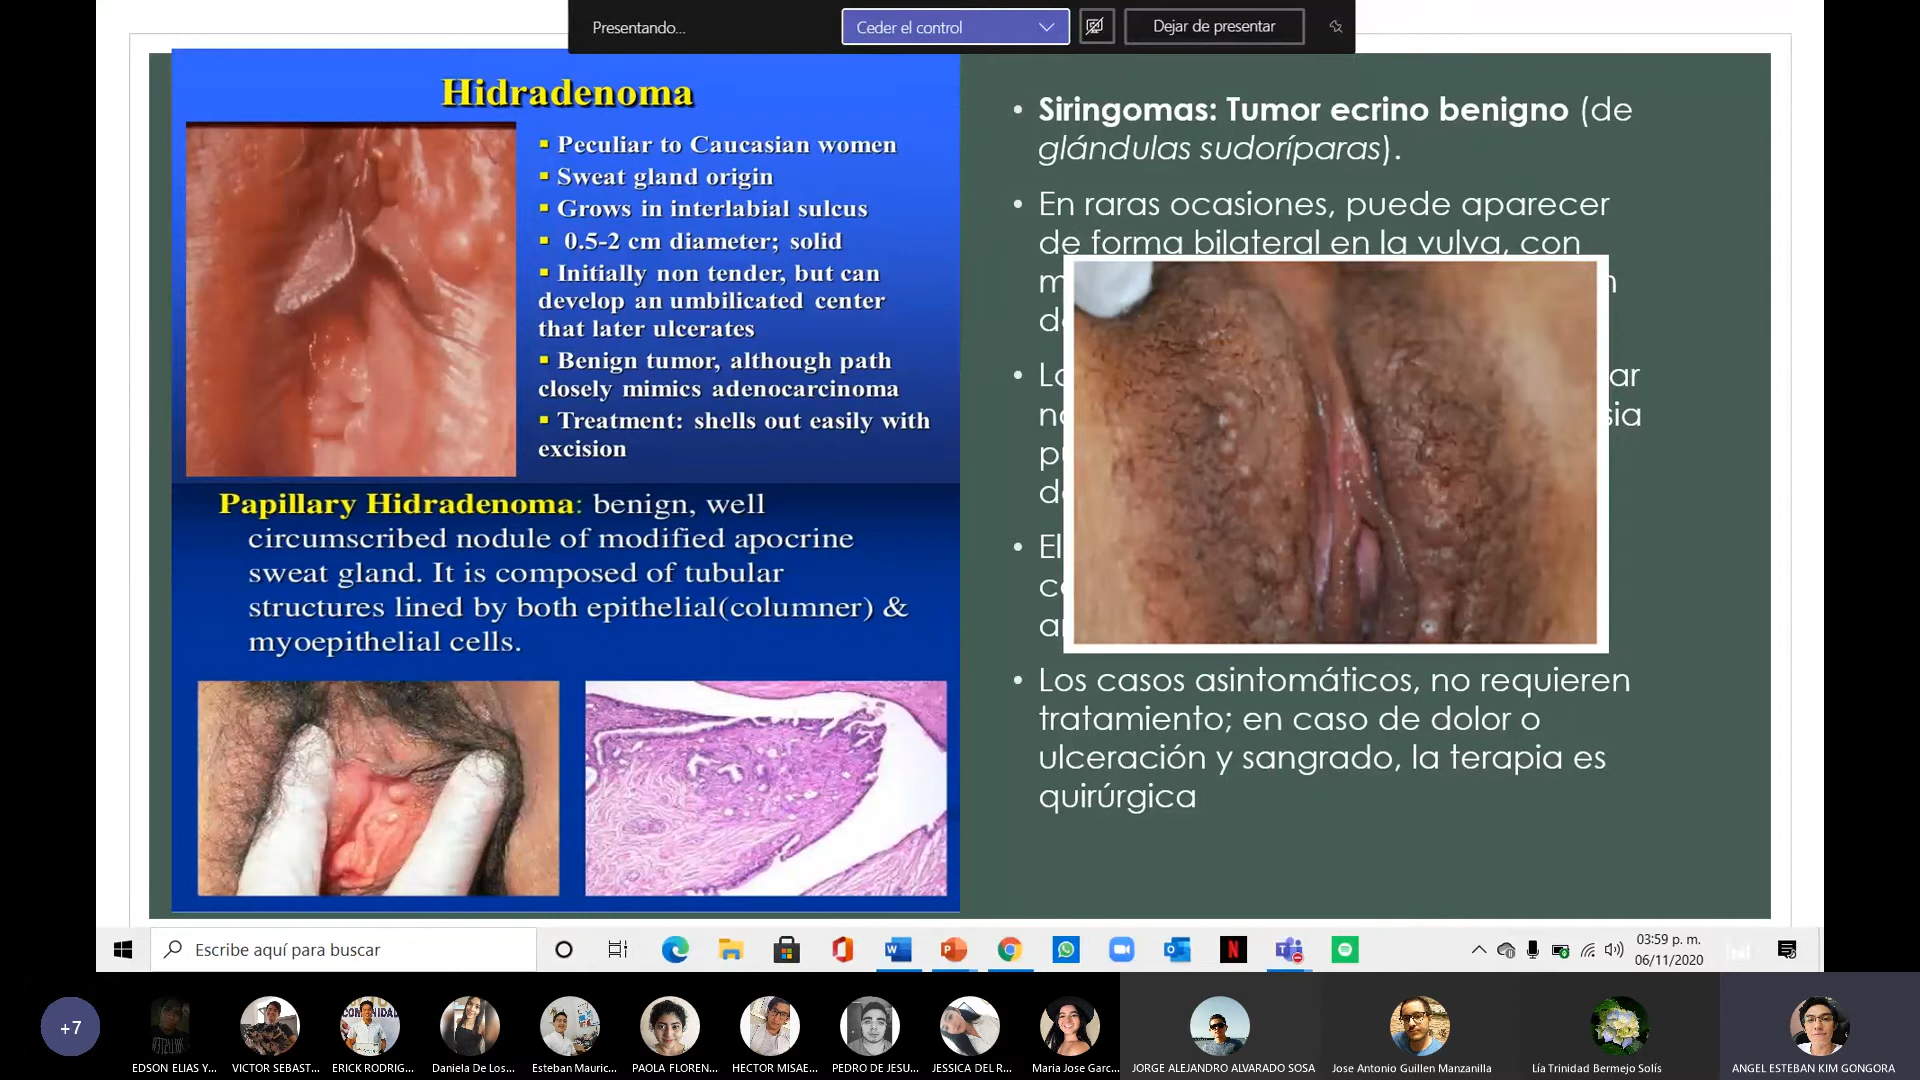 Presentando...
Ceder el control
Dejar de presentar
Hidradenoma
▪ Peculiar to Caucasian women
▪ Sweat gland origin
▪ Grows in interlabial sulcus
▪ 0.5-2 cm diameter; solid
▪ Initially non tender, but can
develop an umbilicated center
that later ulcerates
▪ Benign tumor, although path
closely mimics adenocarcinoma
▪ Treatment: shells out easily with
excision
Papillary Hidradenoma: benign, well
circumscribed nodule of modified apocrine
sweat gland. It is composed of tubular
structures lined by both epithelial(columner) &
myoepithelial cells.
• Siringomas: Tumor ecrino benigno (de
glándulas sudoríparas).
• En raras ocasiones, puede aparecer
de forma bilateral en la vulva, con
• El
• Los casos asintomáticos, no requieren
tratamiento; en caso de dolor o
ulceración y sangrado, la terapia es
quirúrgica
Escribe aquí para buscar
03:59 p. m.
06/11/2020
+7
EDSON ELIAS Y...
VICTOR SEBAST...
ERICK RODRIG...
Daniela De Los...
Esteban Mauric...
PAOLA FLOREN...
HECTOR MISAE...
PEDRO DE JESU...
JESSICA DEL R...
Maria Jose Garc...
JORGE ALEJANDRO ALVARADO SOSA
Jose Antonio Guillen Manzanilla
Lía Trinidad Bermejo Solís
ANGEL ESTEBAN KIM GONGORA